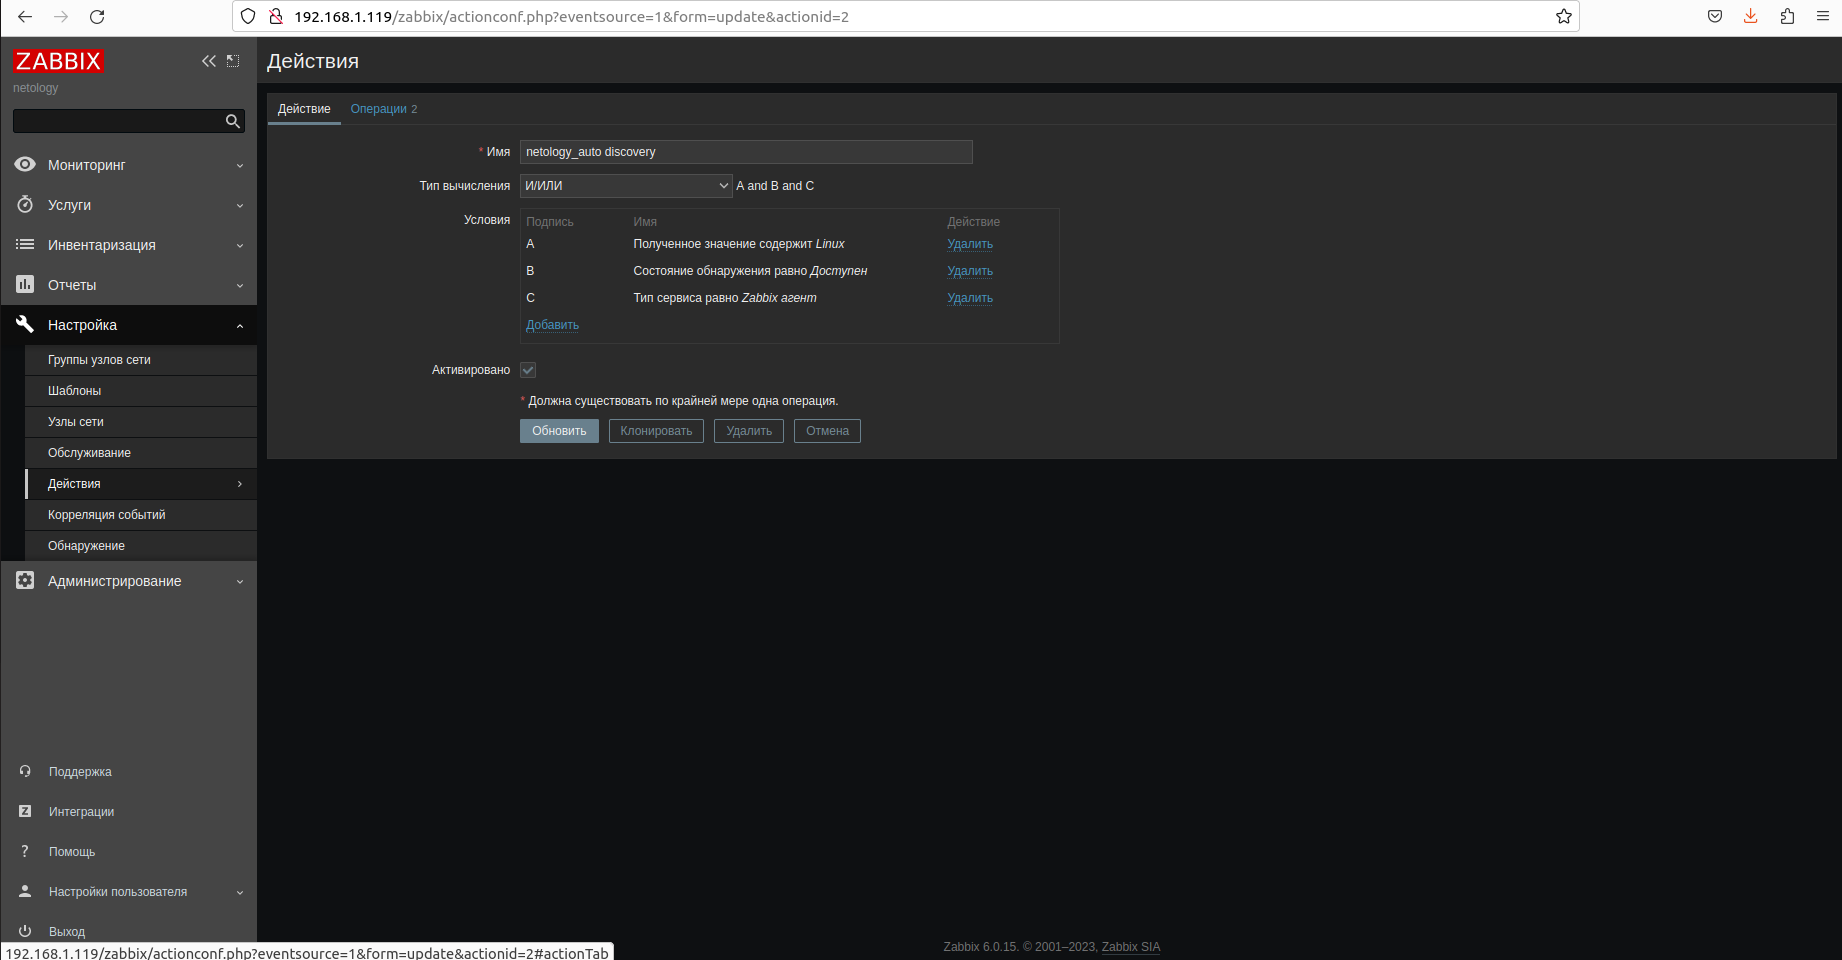 192.168.1.119/zabbix/actionconf.php?eventsource=1&form=update&actionid=2
ZABBIX
netology
Мониторинг
Услуги
Инвентаризация
Отчеты
Настройка
Группы узлов сети
Шаблоны
Узлы сети
Обслуживание
Действия
Корреляция событий
Обнаружение
Администрирование
Поддержка
Интеграции
Помощь
Настройки пользователя
Выход
Действия
Действие Операции 2
* Имя netology_auto discovery
Тип вычисления И/ИЛИ A and B and C
Условия Подпись Имя Действие
A Полученное значение содержит Linux Удалить
B Состояние обнаружения равно Доступен Удалить
C Тип сервиса равно Zabbix агент Удалить
Добавить
Активировано
* Должна существовать по крайней мере одна операция.
Обновить Клонировать Удалить Отмена
Zabbix 6.0.15. © 2001–2023, Zabbix SIA
192.168.1.119/zabbix/actionconf.php?eventsource=1&form=update&actionid=2#actionTab